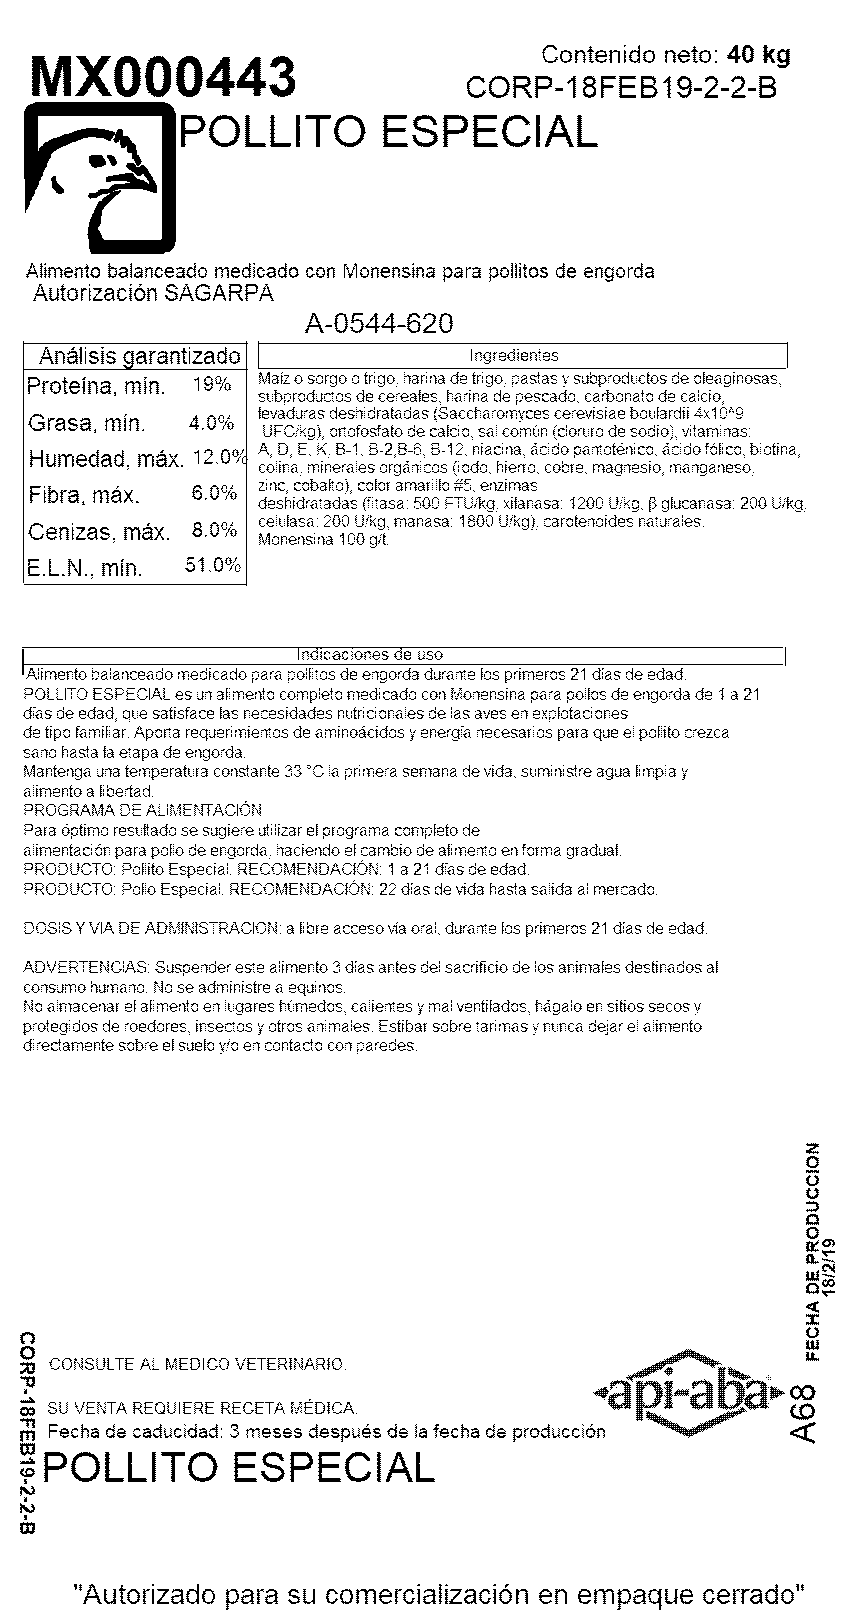 Contenido neto: 40 kg
MX000443
CORP-18FEB19-2-2-B
POLLITO ESPECIAL
Alimento balanceado medicado con Monensina para pollitos de engorda
Autorización SAGARPA
A-0544-620
Análisis garantizado
Proteína, mín. 19%
Grasa, mín. 4.0%
Humedad, máx. 12.0%
Fibra, máx. 6.0%
Cenizas, máx. 8.0%
E.L.N., mín. 51.0%
Ingredientes
Maíz o sorgo o trigo, harina de trigo, pastas y subproductos de oleaginosas,
subproductos de cereales, harina de pescado, carbonato de calcio,
levaduras deshidratadas (Saccharomyces cerevisiae boulardii 4x10^9
UFC/kg), ortofosfato de calcio, sal común (cloruro de sodio), vitaminas:
A, D, E, K, B-1, B-2,B-6, B-12, niacina, ácido pantoténico, ácido fólico, biotina,
colina, minerales orgánicos (iodo, hierro, cobre, magnesio, manganeso,
zinc, cobalto), color amarillo #5, enzimas
deshidratadas (fitasa: 500 FTU/kg, xilanasa: 1200 U/kg, β glucanasa: 200 U/kg,
celulasa: 200 U/kg, manasa: 1800 U/kg), carotenoides naturales.
Monensina 100 g/t.
Indicaciones de uso
Alimento balanceado medicado para pollitos de engorda durante los primeros 21 días de edad.
POLLITO ESPECIAL es un alimento completo medicado con Monensina para pollos de engorda de 1 a 21
días de edad, que satisface las necesidades nutricionales de las aves en explotaciones
de tipo familiar. Aporta requerimientos de aminoácidos y energía necesarios para que el pollito crezca
sano hasta la etapa de engorda.
Mantenga una temperatura constante 33 °C la primera semana de vida, suministre agua limpia y
alimento a libertad.
PROGRAMA DE ALIMENTACIÓN
Para óptimo resultado se sugiere utilizar el programa completo de
alimentación para pollo de engorda, haciendo el cambio de alimento en forma gradual.
PRODUCTO: Pollito Especial. RECOMENDACIÓN: 1 a 21 días de edad.
PRODUCTO: Pollo Especial. RECOMENDACIÓN: 22 días de vida hasta salida al mercado.
DOSIS Y VIA DE ADMINISTRACION: a libre acceso vía oral, durante los primeros 21 días de edad.
ADVERTENCIAS: Suspender este alimento 3 días antes del sacrificio de los animales destinados al
consumo humano. No se administre a equinos.
No almacenar el alimento en lugares húmedos, calientes y mal ventilados, hágalo en sitios secos y
protegidos de roedores, insectos y otros animales. Estibar sobre tarimas y nunca dejar el alimento
directamente sobre el suelo y/o en contacto con paredes.
FECHA DE PRODUCCION
18/2/19
A68
CORP-18FEB19-2-2-B
CONSULTE AL MEDICO VETERINARIO.
api-aba®
SU VENTA REQUIERE RECETA MÉDICA.
Fecha de caducidad: 3 meses después de la fecha de producción
POLLITO ESPECIAL
"Autorizado para su comercialización en empaque cerrado"